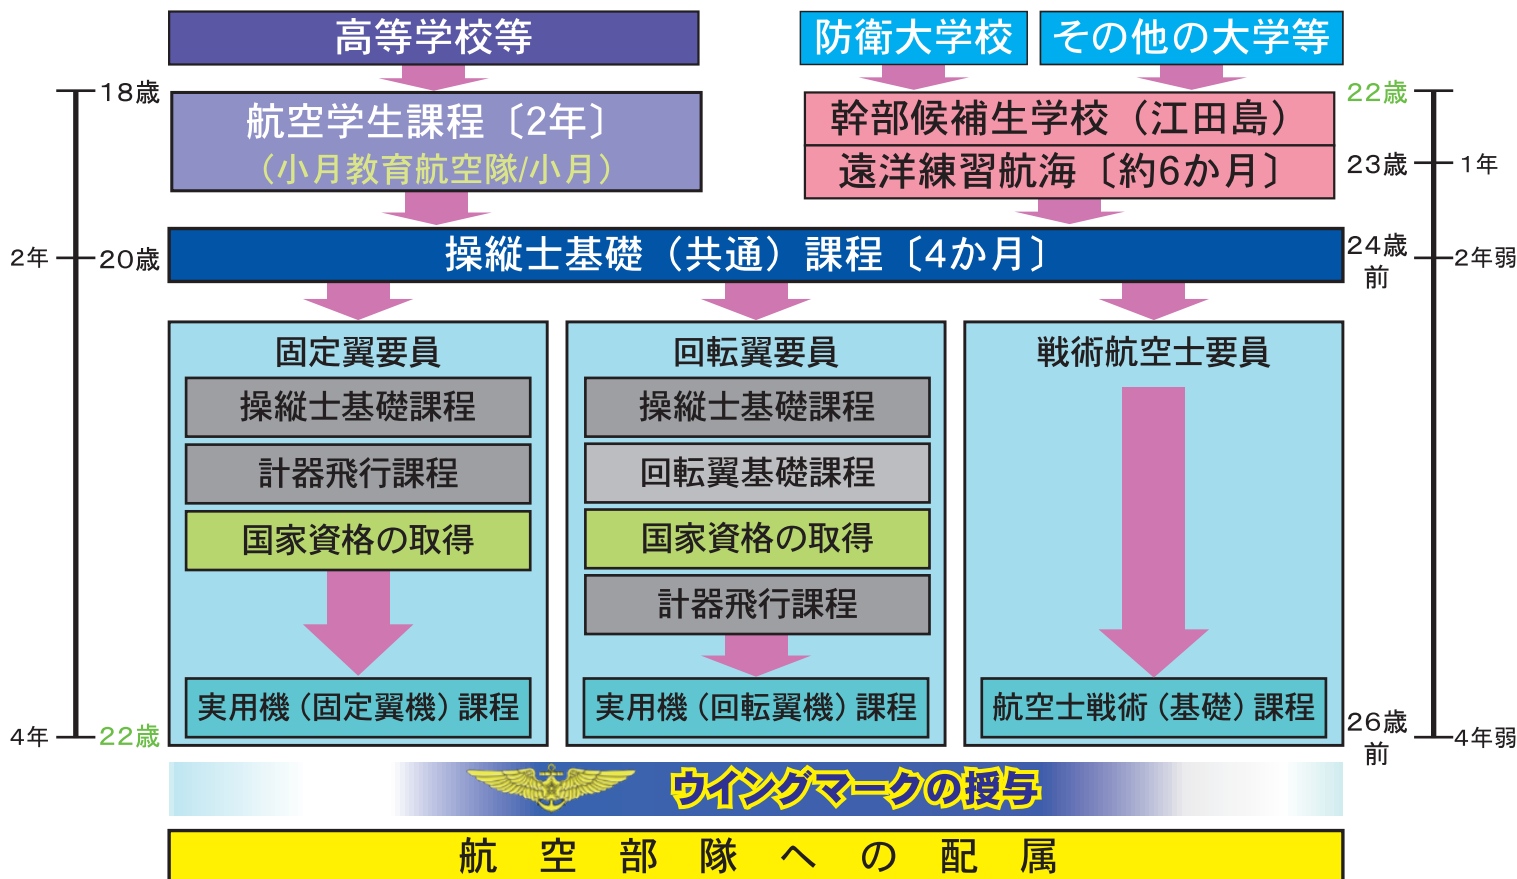 高等学校等
防衛大学校
その他の大学等
18歳
航空学生課程〔2年〕
（小月教育航空隊/小月）
22歳
幹部候補生学校（江田島）
遠洋練習航海〔約6か月〕
23歳
1年
2年
20歳
操縦士基礎（共通）課程〔4か月〕
24歳
前
2年弱
固定翼要員
操縦士基礎課程
計器飛行課程
国家資格の取得
実用機（固定翼機）課程
回転翼要員
操縦士基礎課程
回転翼基礎課程
国家資格の取得
計器飛行課程
実用機（回転翼機）課程
戦術航空士要員
航空士戦術（基礎）課程
4年
22歳
26歳
前
4年弱
ウイングマークの授与
航空部隊への配属